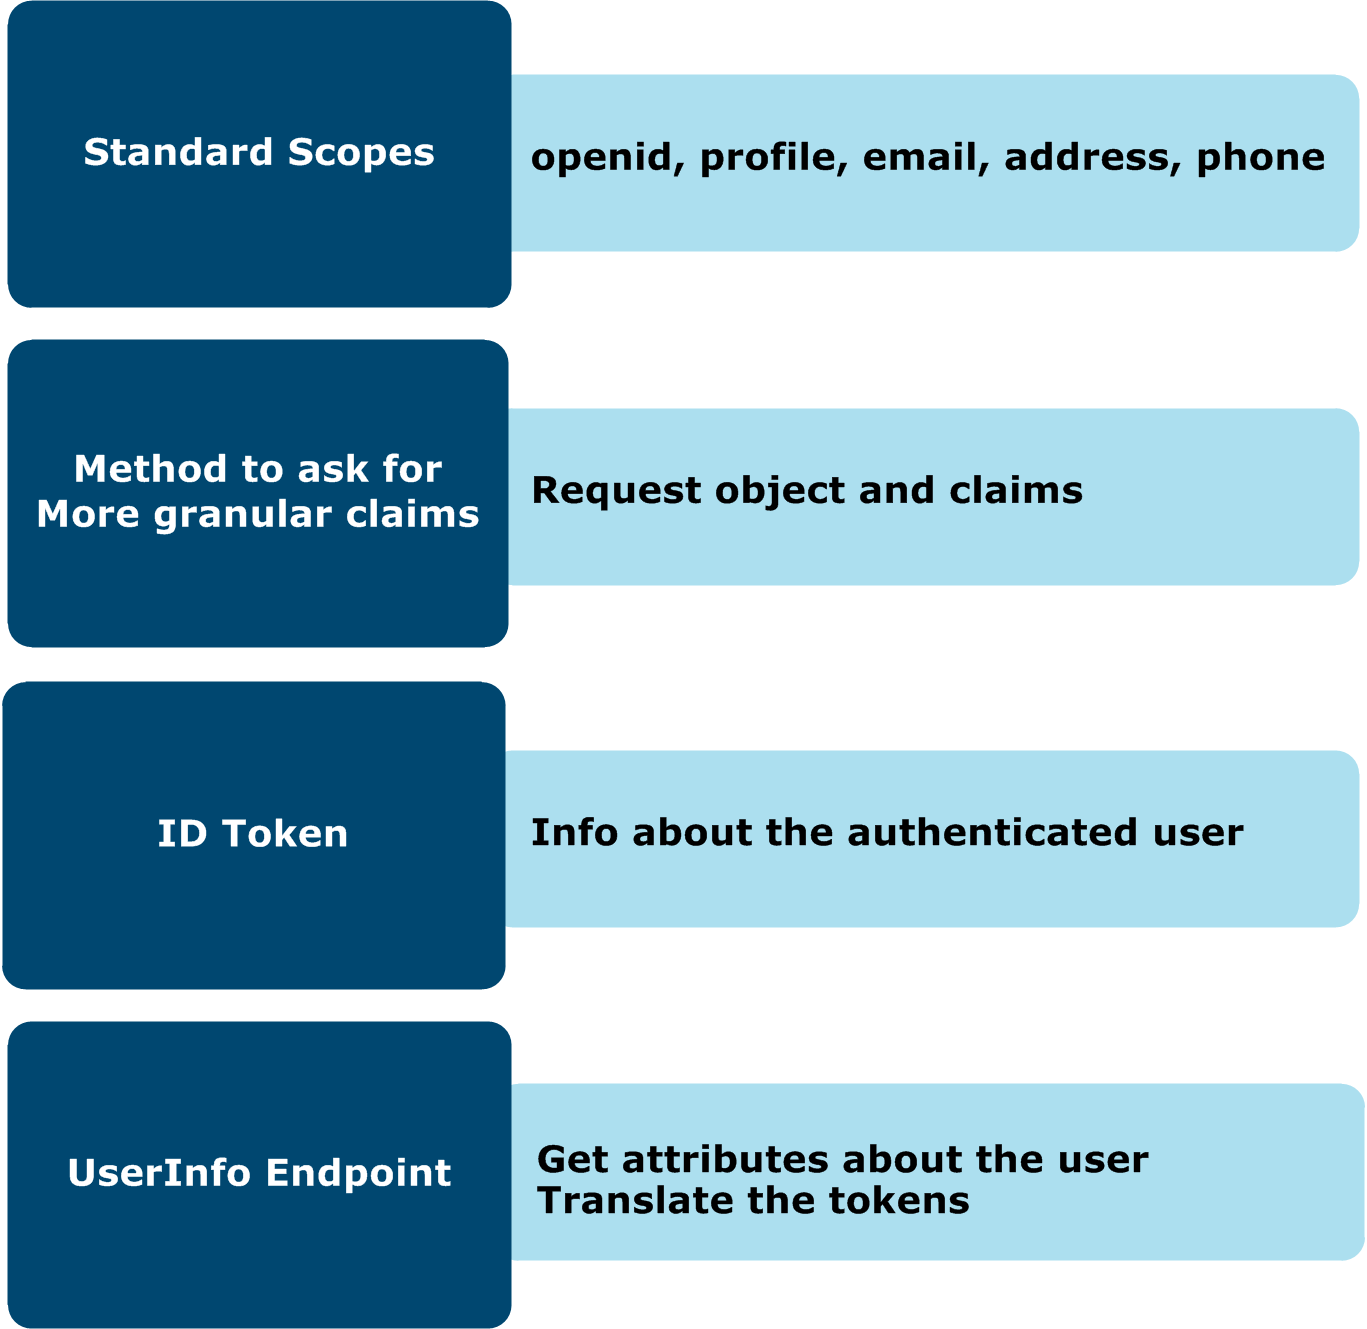 Standard Scopes
openid, profile, email, address, phone
Method to ask for
More granular claims
Request object and claims
ID Token
Info about the authenticated user
UserInfo Endpoint
Get attributes about the user
Translate the tokens